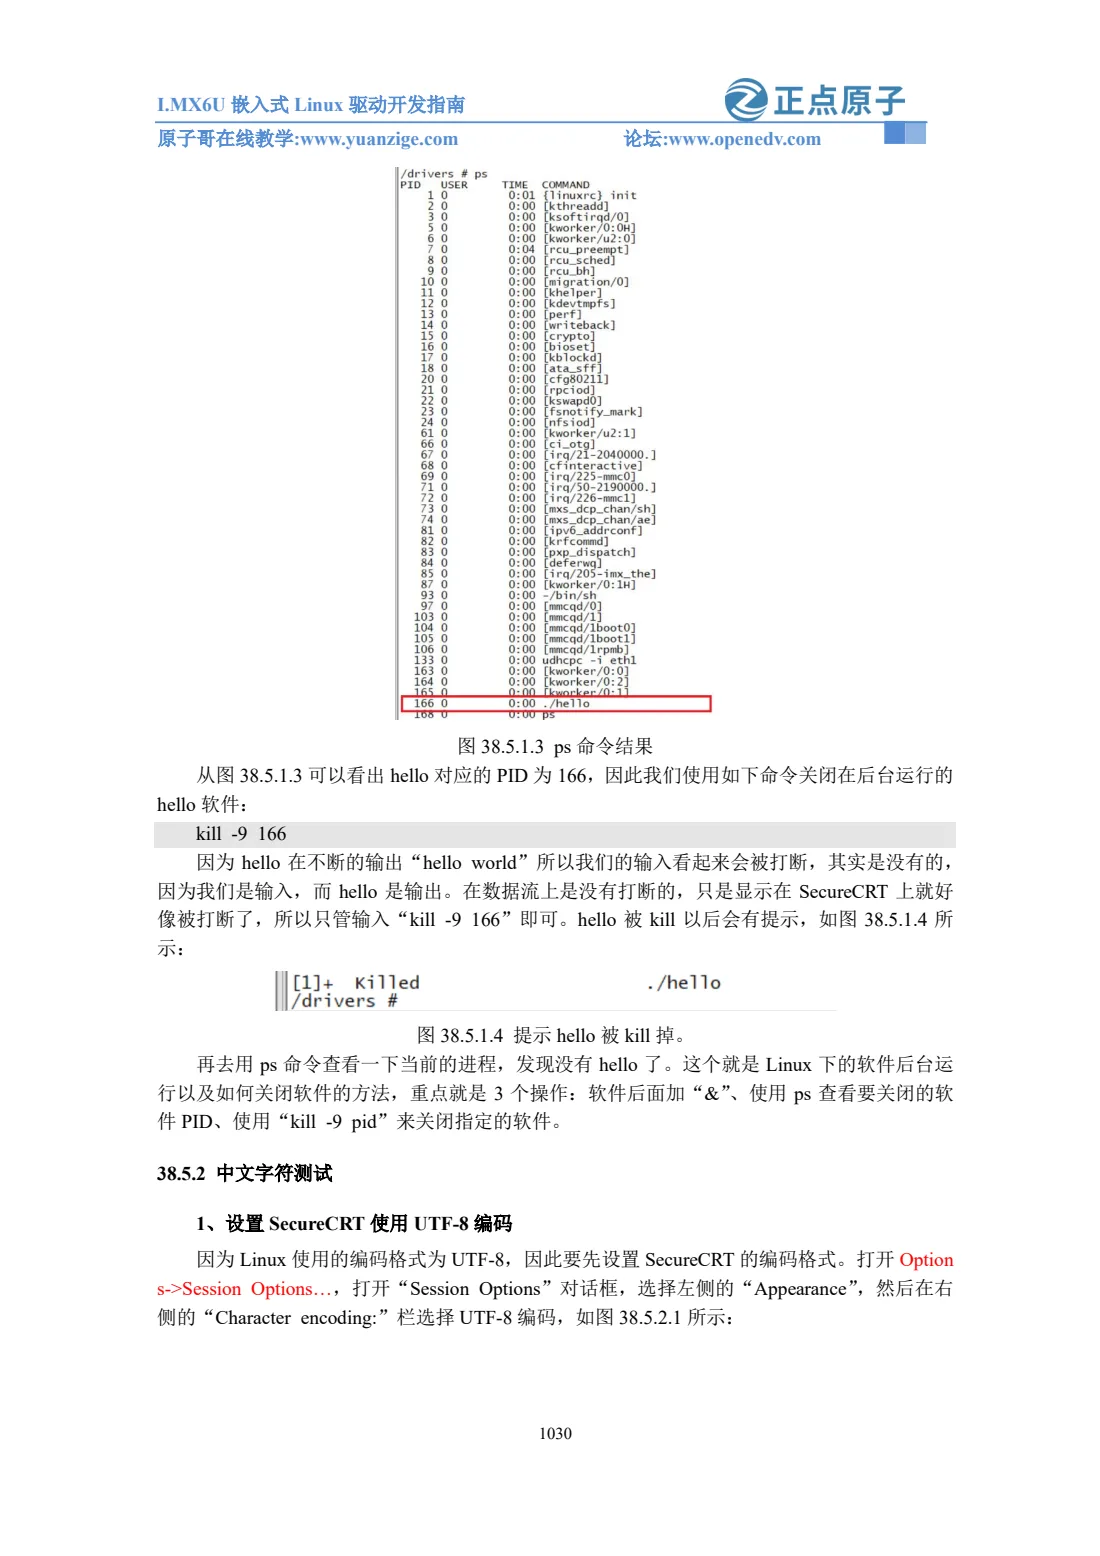 I.MX6U 嵌入式 Linux 驱动开发指南
正点原子
原子哥在线教学:www.yuanzige.com 论坛:www.openedv.com
/drivers # ps
PID USER TIME COMMAND
1 0 0:01 {linuxrc} init
2 0 0:00 [kthreadd]
3 0 0:00 [ksoftirqd/0]
5 0 0:00 [kworker/0:0H]
6 0 0:00 [kworker/u2:0]
7 0 0:04 [rcu_preempt]
8 0 0:00 [rcu_sched]
9 0 0:00 [rcu_bh]
10 0 0:00 [migration/0]
11 0 0:00 [khelper]
12 0 0:00 [kdevtmpfs]
13 0 0:00 [perf]
14 0 0:00 [writeback]
15 0 0:00 [crypto]
16 0 0:00 [bioset]
17 0 0:00 [kblockd]
18 0 0:00 [ata_sff]
20 0 0:00 [cfg80211]
21 0 0:00 [rpciod]
22 0 0:00 [kswapd0]
23 0 0:00 [fsnotify_mark]
24 0 0:00 [nfsiod]
61 0 0:00 [kworker/u2:1]
66 0 0:00 [ci_otg]
67 0 0:00 [irq/21-2040000.]
68 0 0:00 [cfinteractive]
69 0 0:00 [irq/225-mmc0]
71 0 0:00 [irq/50-2190000.]
72 0 0:00 [irq/226-mmc1]
73 0 0:00 [mxs_dcp_chan/sh]
74 0 0:00 [mxs_dcp_chan/ae]
81 0 0:00 [ipv6_addrconf]
82 0 0:00 [krfcommd]
83 0 0:00 [pxp_dispatch]
84 0 0:00 [deferwq]
85 0 0:00 [irq/205-imx_the]
87 0 0:00 [kworker/0:1H]
93 0 0:00 -/bin/sh
97 0 0:00 [mmcqd/0]
103 0 0:00 [mmcqd/1]
104 0 0:00 [mmcqd/1boot0]
105 0 0:00 [mmcqd/1boot1]
106 0 0:00 [mmcqd/1rpmb]
133 0 0:00 udhcpc -i eth1
163 0 0:00 [kworker/0:0]
164 0 0:00 [kworker/0:2]
165 0 0:00 [kworker/0:1]
166 0 0:00 ./hello
168 0 0:00 ps
图 38.5.1.3 ps 命令结果
从图 38.5.1.3 可以看出 hello 对应的 PID 为 166，因此我们使用如下命令关闭在后台运行的
hello 软件：
kill -9 166
因为 hello 在不断的输出“hello world”所以我们的输入看起来会被打断，其实是没有的，
因为我们是输入，而 hello 是输出。在数据流上是没有打断的，只是显示在 SecureCRT 上就好
像被打断了，所以只管输入“kill -9 166”即可。hello 被 kill 以后会有提示，如图 38.5.1.4 所
示：
[1]+ Killed ./hello
/drivers #
图 38.5.1.4 提示 hello 被 kill 掉。
再去用 ps 命令查看一下当前的进程，发现没有 hello 了。这个就是 Linux 下的软件后台运
行以及如何关闭软件的方法，重点就是 3 个操作：软件后面加“&”、使用 ps 查看要关闭的软
件 PID、使用“kill -9 pid”来关闭指定的软件。
38.5.2 中文字符测试
1、设置 SecureCRT 使用 UTF-8 编码
因为 Linux 使用的编码格式为 UTF-8，因此要先设置 SecureCRT 的编码格式。打开 Option
s->Session Options…，打开“Session Options”对话框，选择左侧的“Appearance”，然后在右
侧的“Character encoding:”栏选择 UTF-8 编码，如图 38.5.2.1 所示：
1030